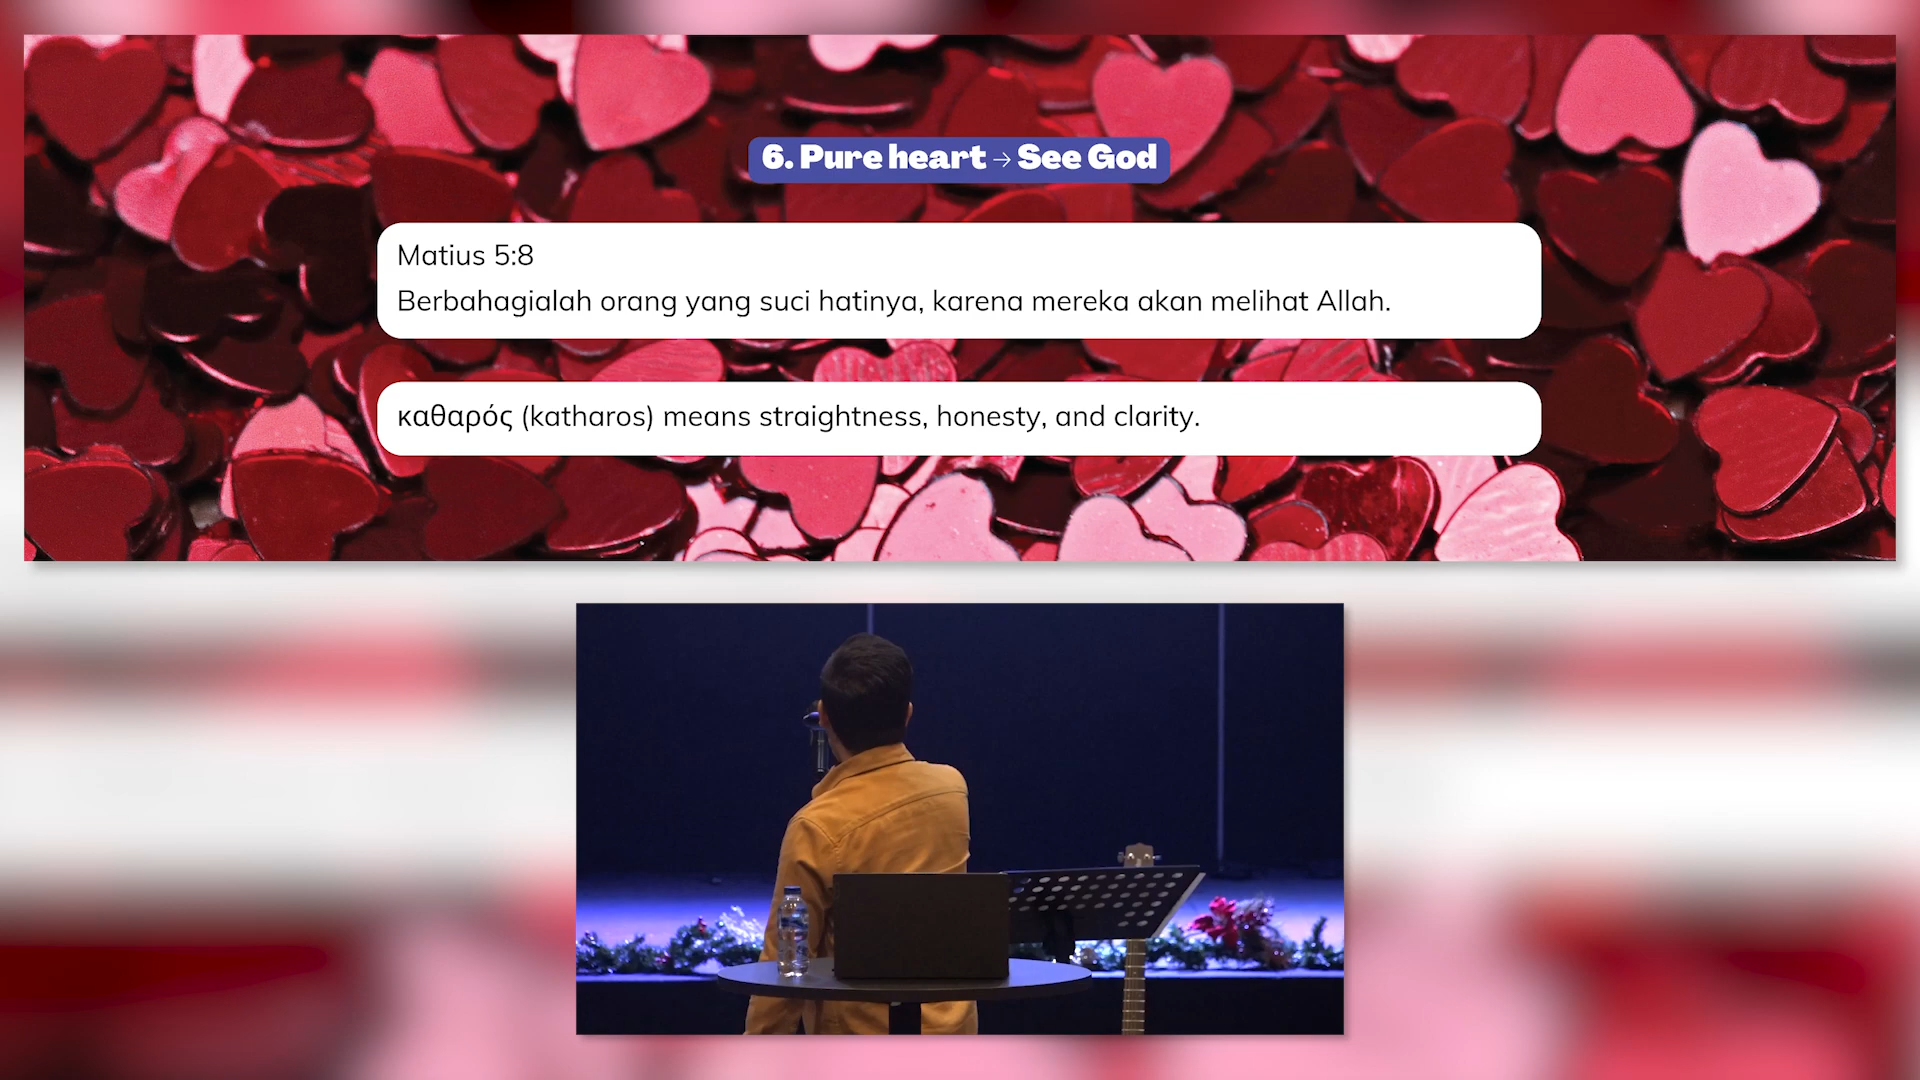 6. Pure heart → See God
Matius 5:8
Berbahagialah orang yang suci hatinya, karena mereka akan melihat Allah.
καθαρός (katharos) means straightness, honesty, and clarity.